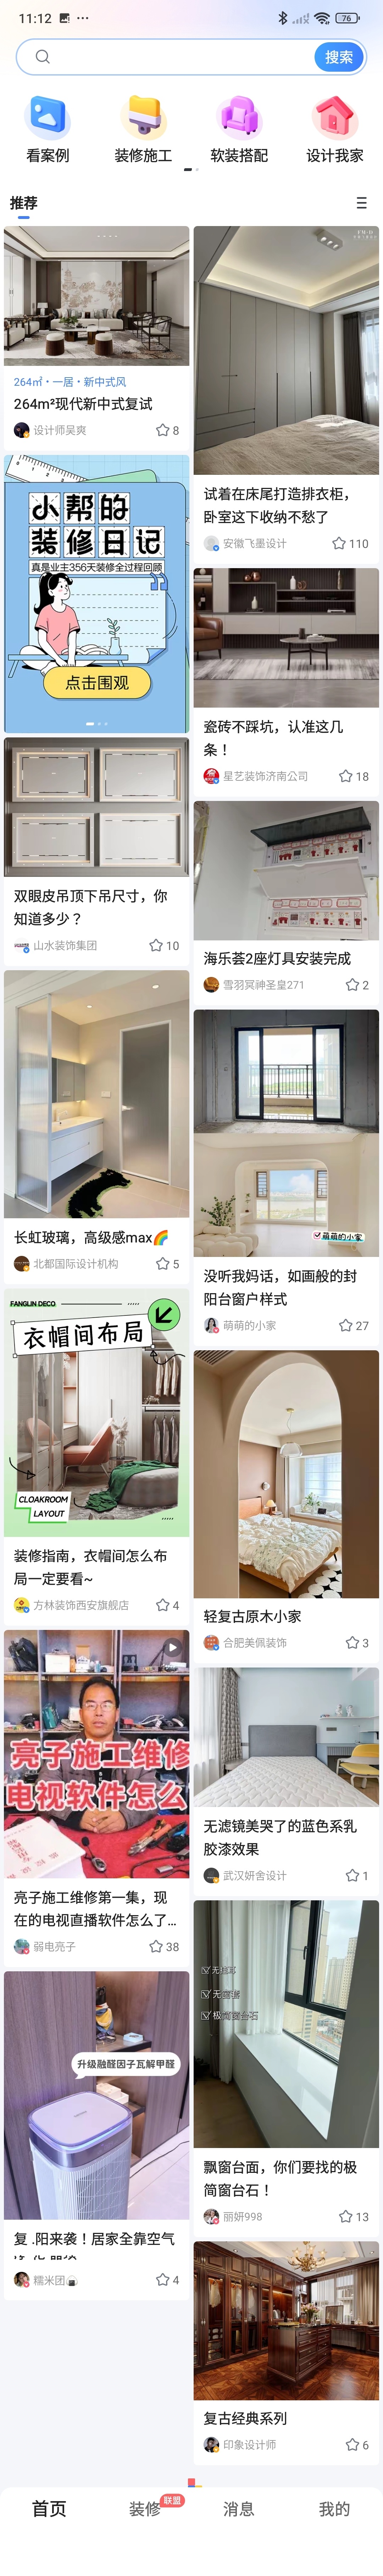 11:12
76
搜索
看案例
装修施工
软装搭配
设计我家
推荐
264㎡·一居·新中式风
264m²现代新中式复试
设计师吴爽
8
小帮的
装修日记
真是业主356天装修全过程回顾
点击围观
双眼皮吊顶下吊尺寸，你
知道多少？
山水装饰集团
10
长虹玻璃，高级感max🌈
北都国际设计机构
5
FANGLIN DECO
衣帽间布局
CLOAKROOM
LAYOUT
装修指南，衣帽间怎么布
局一定要看~
方林装饰西安旗舰店
4
亮子施工维修
电视软件怎么
亮子施工维修第一集，现
在的电视直播软件怎么了...
弱电亮子
38
升级融醛因子瓦解甲醛
复 .阳来袭！居家全靠空气
糯米团🍙
4
试着在床尾打造排衣柜，
卧室这下收纳不愁了
安徽飞墨设计
110
瓷砖不踩坑，认准这几
条！
星艺装饰济南公司
18
海乐荟2座灯具安装完成
雪羽冥神圣皇271
2
萌萌的小家
没听我妈话，如画般的封
阳台窗户样式
萌萌的小家
27
轻复古原木小家
合肥美佩装饰
3
无滤镜美哭了的蓝色系乳
胶漆效果
武汉妍舍设计
1
极简窗台石
飘窗台面，你们要找的极
简窗台石！
丽妍998
13
复古经典系列
印象设计师
6
首页
装修
联盟
消息
我的